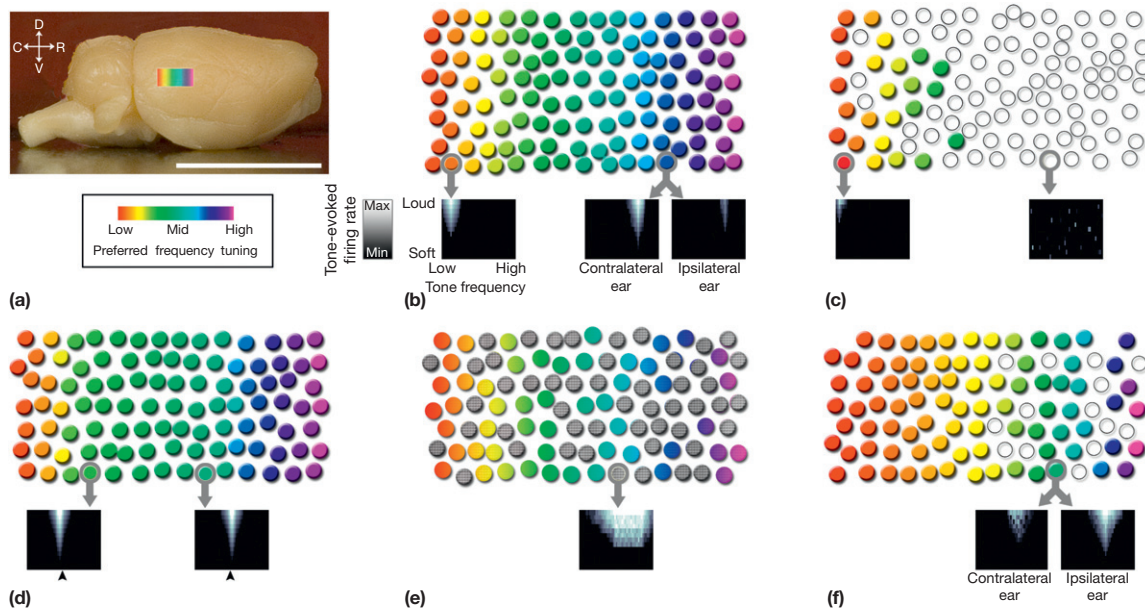 D
C R
V
Low Mid High
Preferred frequency tuning
(a)
Tone-evoked
firing rate
Max
Min
Loud
Soft
Low High
Tone frequency
Contralateral
ear
Ipsilateral
ear
(b)
(c)
(d)
(e)
Contralateral
ear
Ipsilateral
ear
(f)